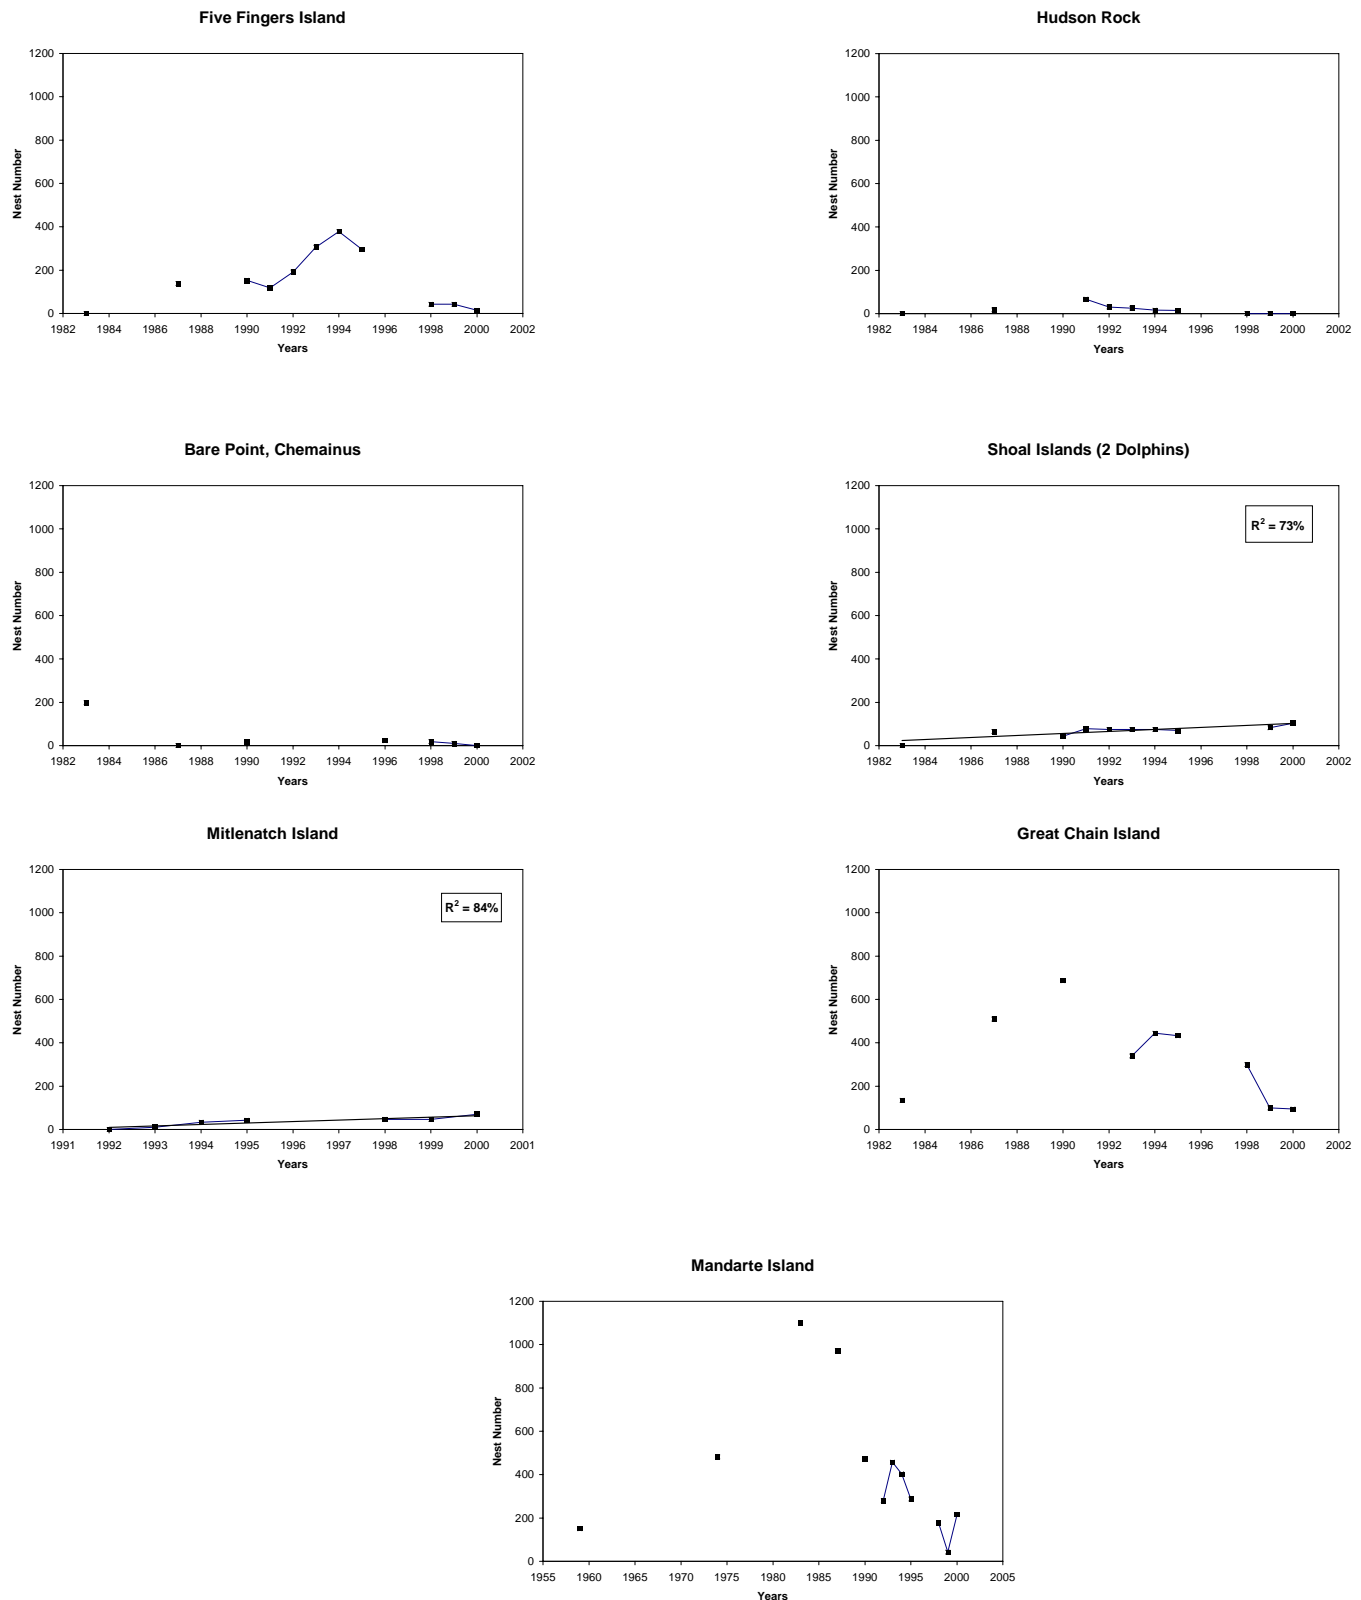 Five Fingers Island
1200
1000
800
600
400
200
0
Nest Number
1982 1984 1986 1988 1990 1992 1994 1996 1998 2000 2002
Years
Hudson Rock
1200
1000
800
600
400
200
0
Nest Number
1982 1984 1986 1988 1990 1992 1994 1996 1998 2000 2002
Years
Bare Point, Chemainus
1200
1000
800
600
400
200
0
Nest Number
1982 1984 1986 1988 1990 1992 1994 1996 1998 2000 2002
Years
Shoal Islands (2 Dolphins)
1200
1000
800
600
400
200
0
Nest Number
R² = 73%
1982 1984 1986 1988 1990 1992 1994 1996 1998 2000 2002
Years
Mitlenatch Island
1200
1000
800
600
400
200
0
Nest Number
R² = 84%
1991 1992 1993 1994 1995 1996 1997 1998 1999 2000 2001
Years
Great Chain Island
1200
1000
800
600
400
200
0
Nest Number
1982 1984 1986 1988 1990 1992 1994 1996 1998 2000 2002
Years
Mandarte Island
1200
1000
800
600
400
200
0
Nest Number
1955 1960 1965 1970 1975 1980 1985 1990 1995 2000 2005
Years